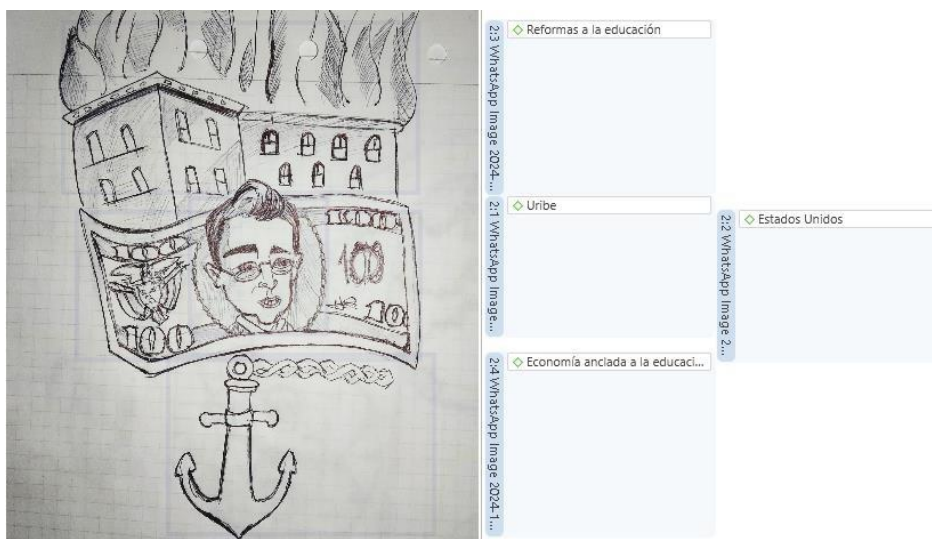 2:3 WhatsApp Image 2024-...
Reformas a la educación
2:1 WhatsApp Image...
Uribe
2:2 WhatsApp Image 2...
Estados Unidos
2:4 WhatsApp Image 2024-1...
Economía anclada a la educaci...
100
100
100
10